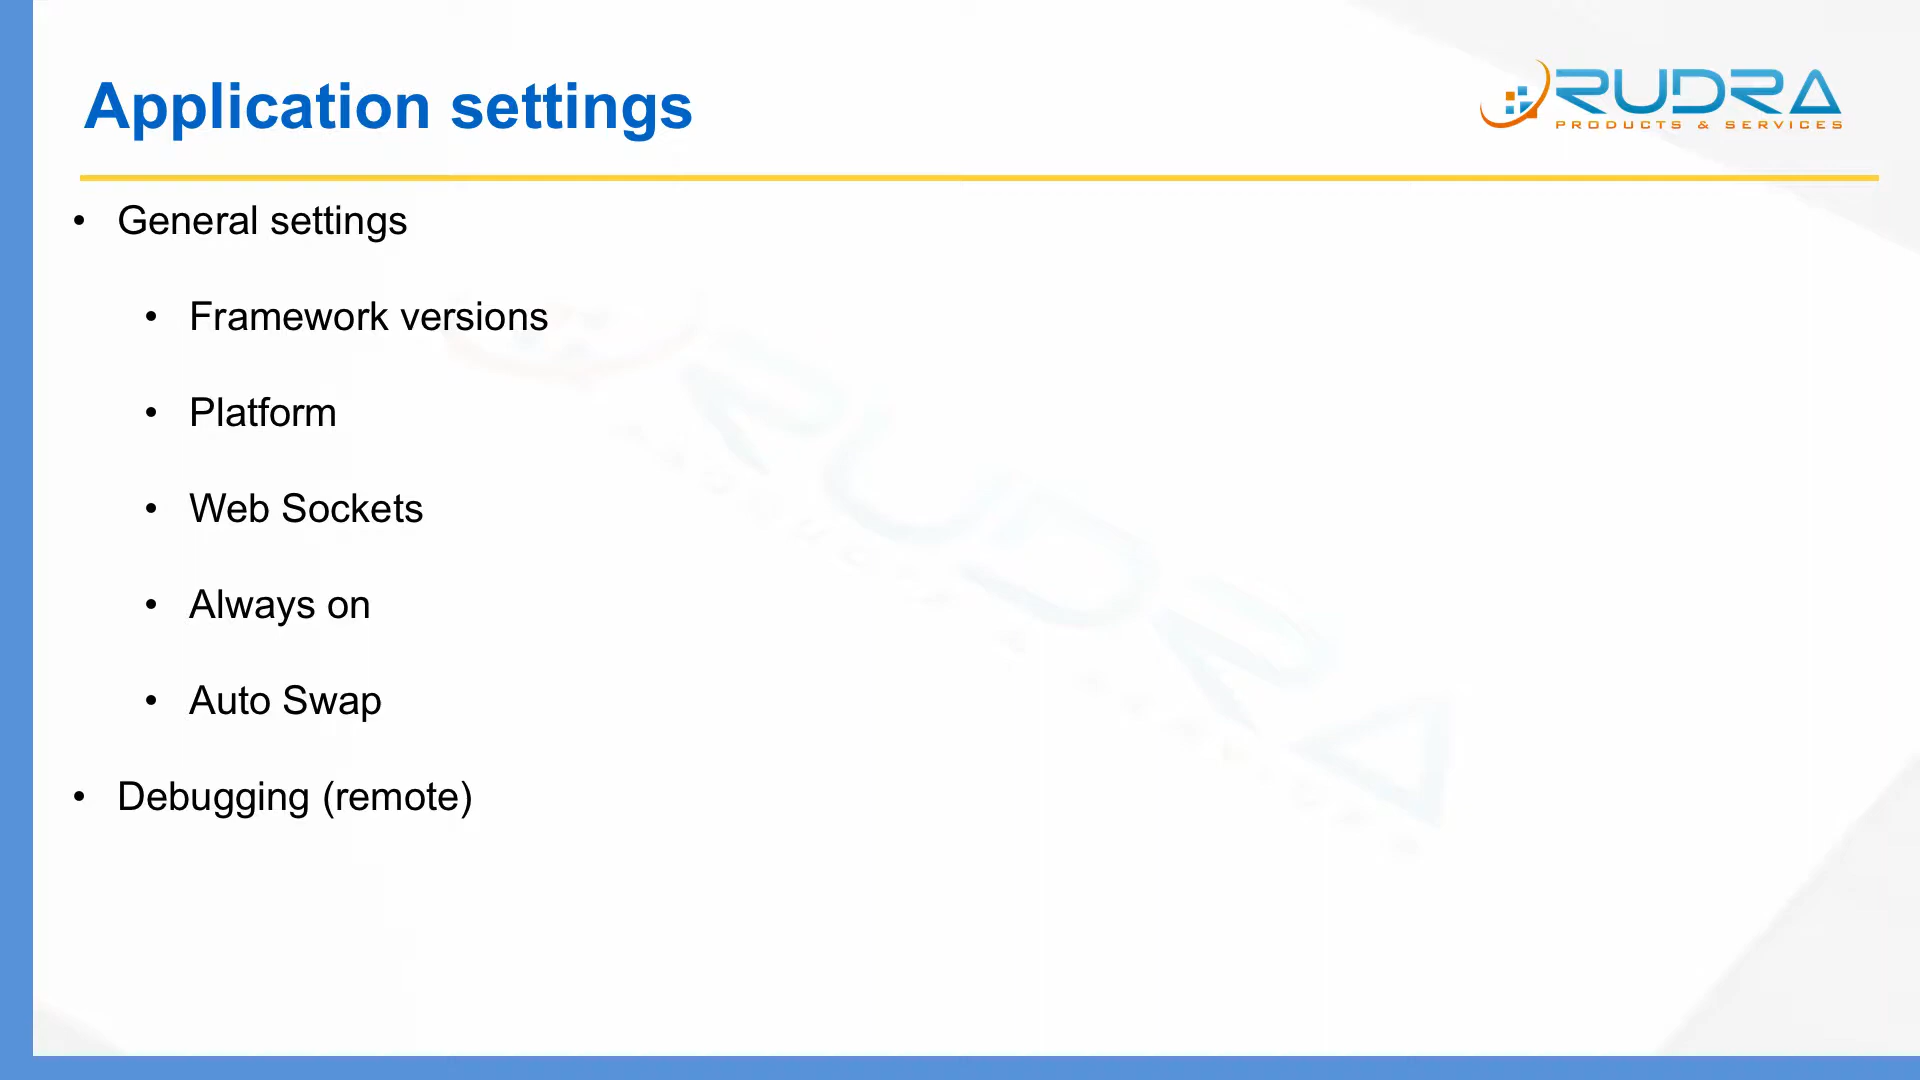 Application settings
RUDRA
PRODUCTS & SERVICES
• General settings
• Framework versions
• Platform
• Web Sockets
• Always on
• Auto Swap
• Debugging (remote)